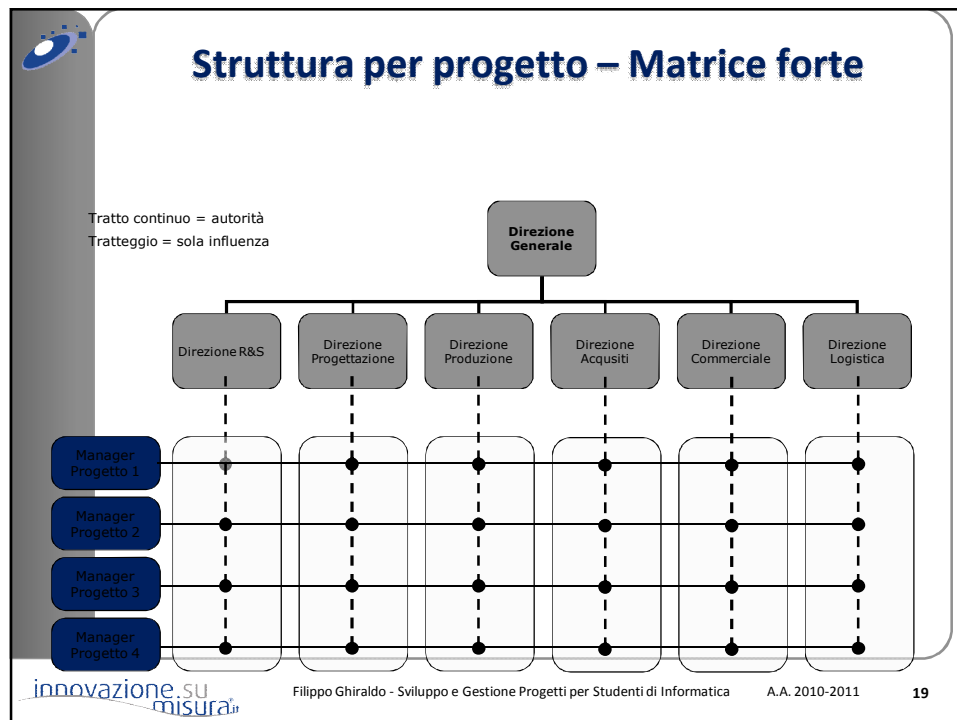 Struttura per progetto – Matrice forte
Tratto continuo = autorità
Tratteggio = sola influenza
Direzione
Generale
Direzione R&S
Direzione
Progettazione
Direzione
Produzione
Direzione
Acqusiti
Direzione
Commerciale
Direzione
Logistica
Manager
Progetto 1
Manager
Progetto 2
Manager
Progetto 3
Manager
Progetto 4
innovazione su
misura.it
Filippo Ghiraldo - Sviluppo e Gestione Progetti per Studenti di Informatica A.A. 2010-2011 19